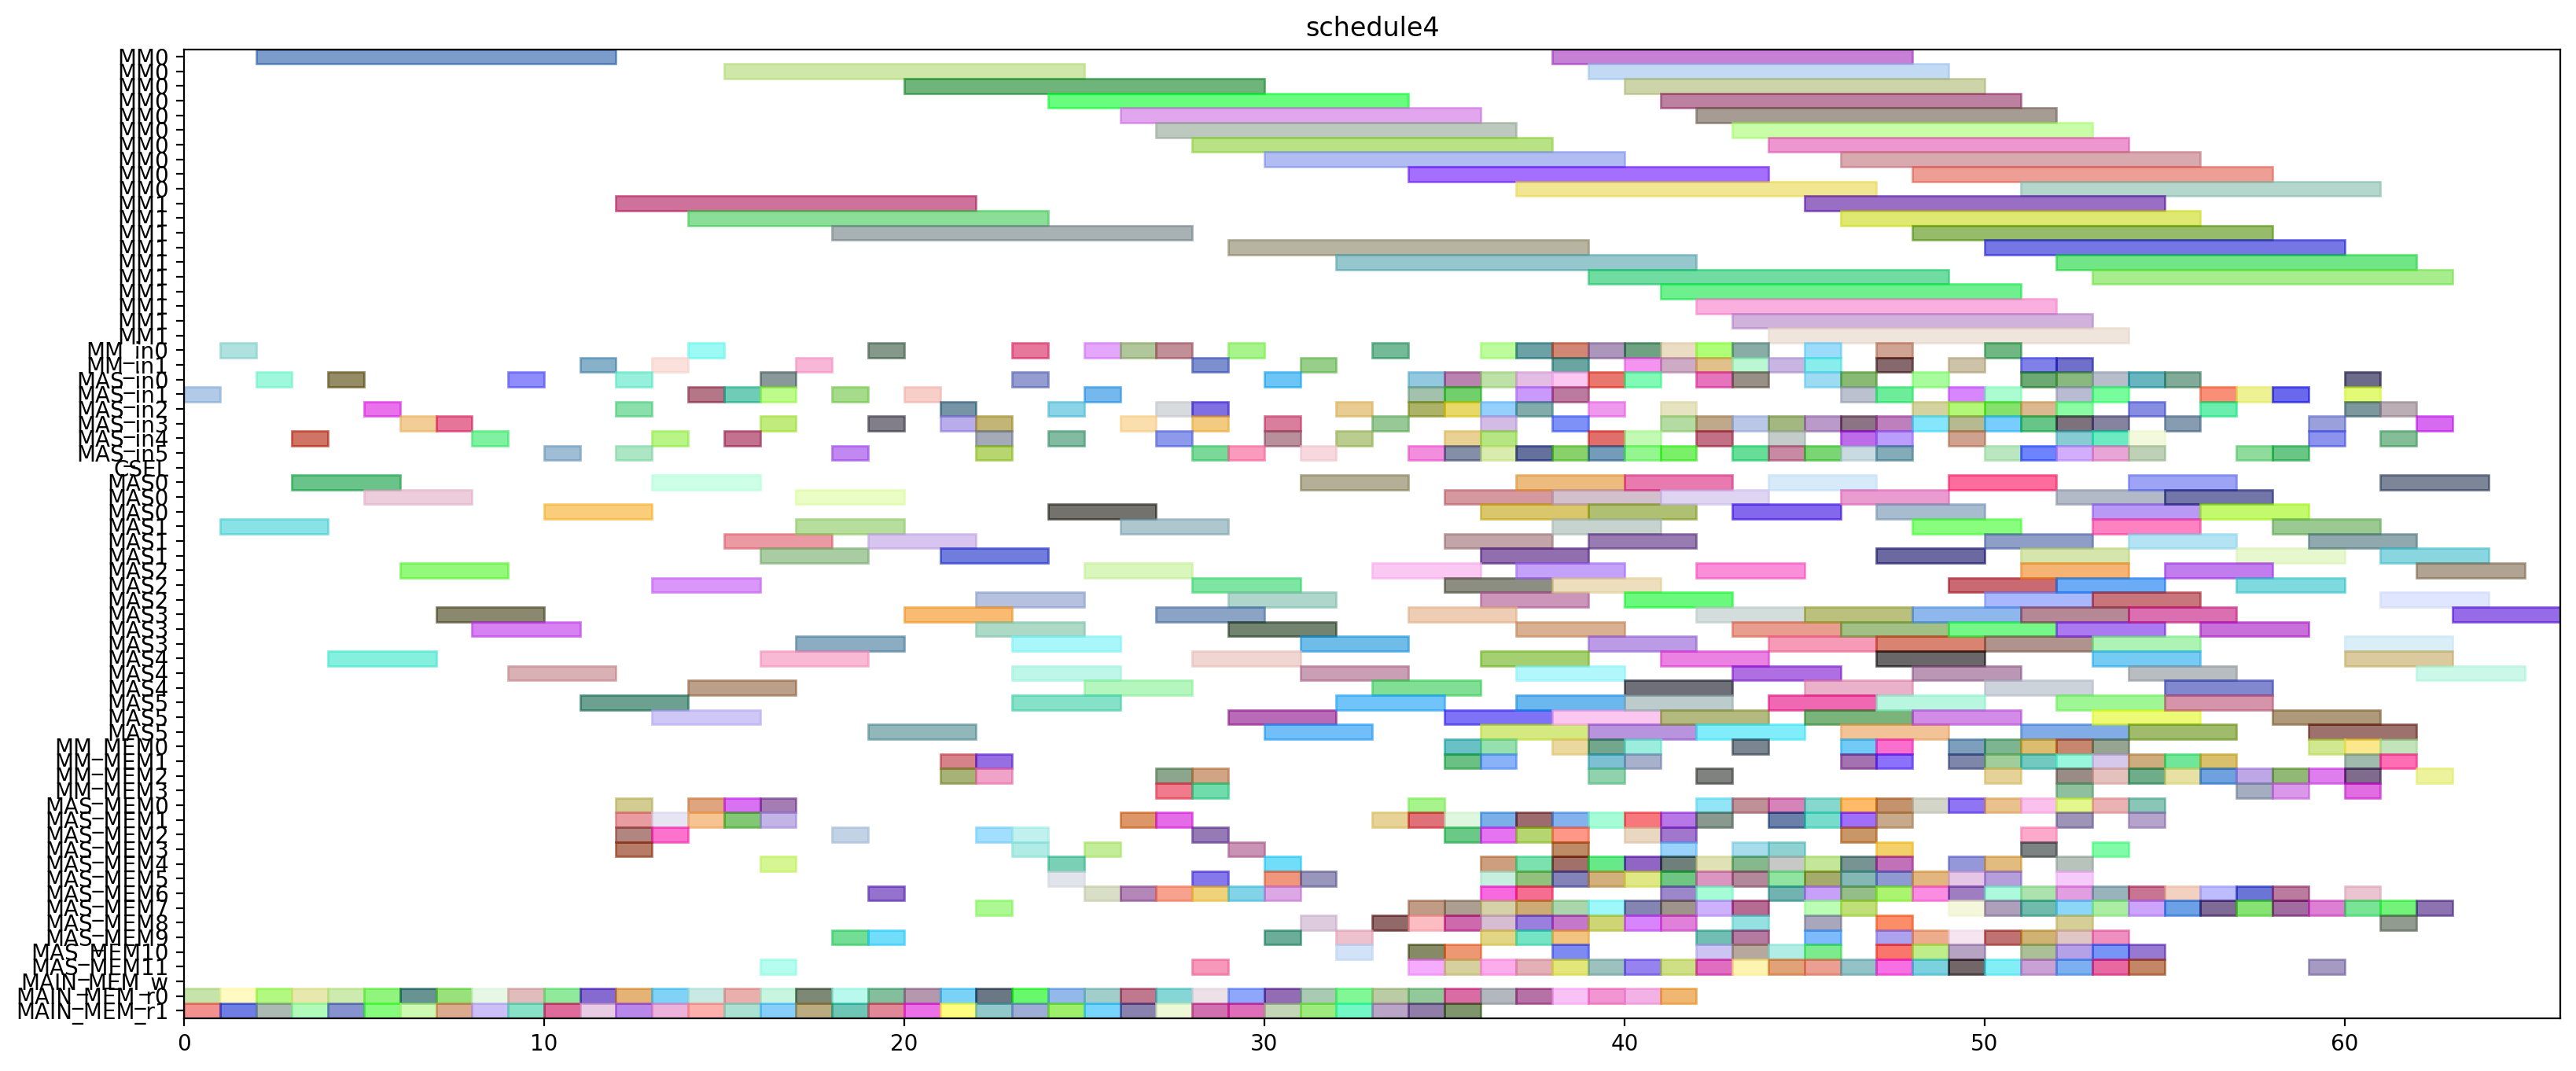 schedule4
MM0
MM0
MM0
MM0
MM0
MM0
MM0
MM0
MM0
MM0
MM1
MM1
MM1
MM1
MM1
MM1
MM1
MM1
MM1
MM1
MM_in0
MM_in1
MAS_in0
MAS_in1
MAS_in2
MAS_in3
MAS_in4
MAS_in5
CSEL
MAS0
MAS0
MAS0
MAS1
MAS1
MAS1
MAS2
MAS2
MAS2
MAS3
MAS3
MAS3
MAS4
MAS4
MAS4
MAS5
MAS5
MAS5
MM_MEM0
MM_MEM1
MM_MEM2
MM_MEM3
MAS_MEM0
MAS_MEM1
MAS_MEM2
MAS_MEM3
MAS_MEM4
MAS_MEM5
MAS_MEM6
MAS_MEM7
MAS_MEM8
MAS_MEM9
MAS_MEM10
MAS_MEM11
MAIN_MEM_w
MAIN_MEM_r0
MAIN_MEM_r1
0 10 20 30 40 50 60